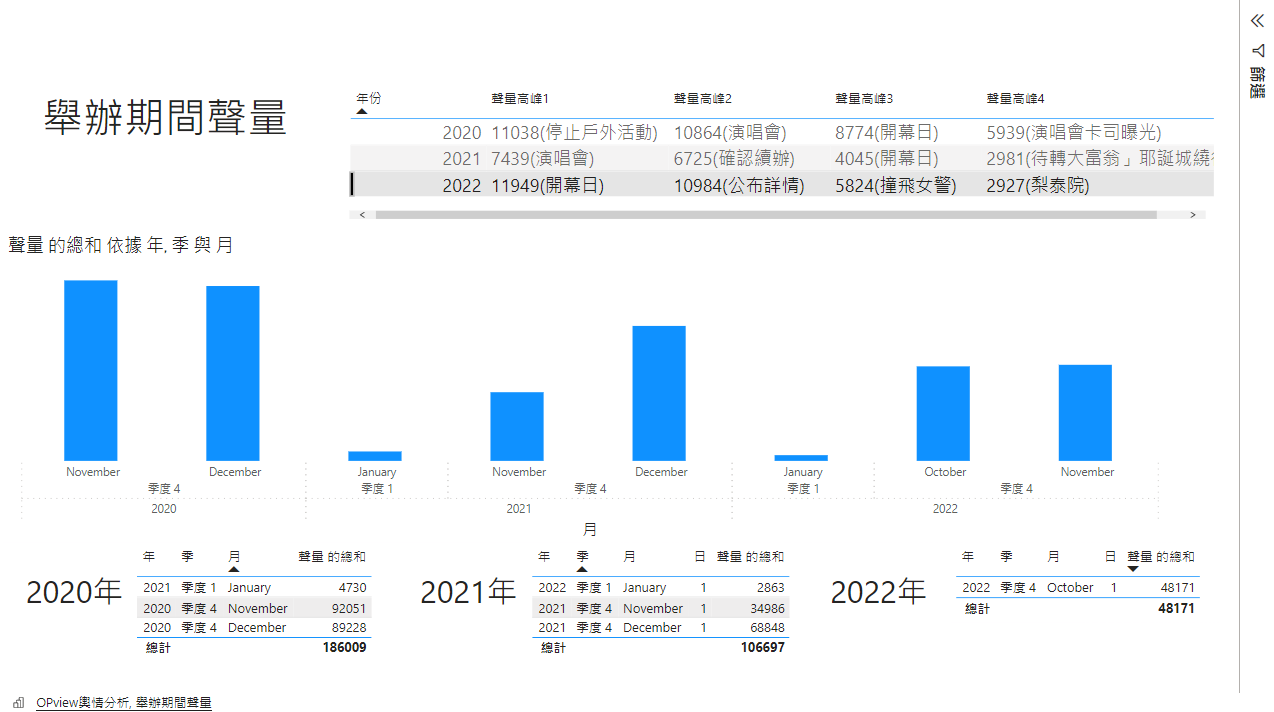 篩選
舉辦期間聲量
年份 聲量高峰1 聲量高峰2 聲量高峰3 聲量高峰4
2020 11038(停止戶外活動) 10864(演唱會) 8774(開幕日) 5939(演唱會卡司曝光)
2021 7439(演唱會) 6725(確認續辦) 4045(開幕日) 2981(待轉大富翁」耶誕城繞
2022 11949(開幕日) 10984(公布詳情) 5824(撞飛女警) 2927(梨泰院)
聲量 的總和 依據 年, 季 與 月
November December January November December January October November
季度 4 季度 1 季度 4 季度 1 季度 4
2020 2021 2022
月
2020年
年 季 月 聲量 的總和
2021 季度 1 January 4730
2020 季度 4 November 92051
2020 季度 4 December 89228
總計 186009
2021年
年 季 月 日 聲量 的總和
2022 季度 1 January 1 2863
2021 季度 4 November 1 34986
2021 季度 4 December 1 68848
總計 106697
2022年
年 季 月 日 聲量 的總和
2022 季度 4 October 1 48171
總計 48171
OPview輿情分析, 舉辦期間聲量